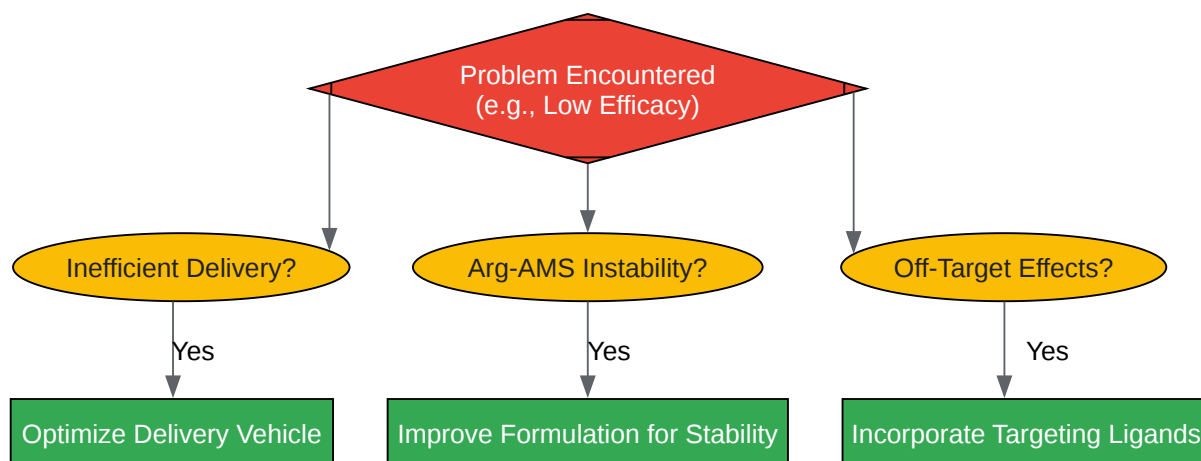 Problem Encountered
(e.g., Low Efficacy)
Inefficient Delivery?
Arg-AMS Instability?
Off-Target Effects?
Yes
Yes
Yes
Optimize Delivery Vehicle
Improve Formulation for Stability
Incorporate Targeting Ligands